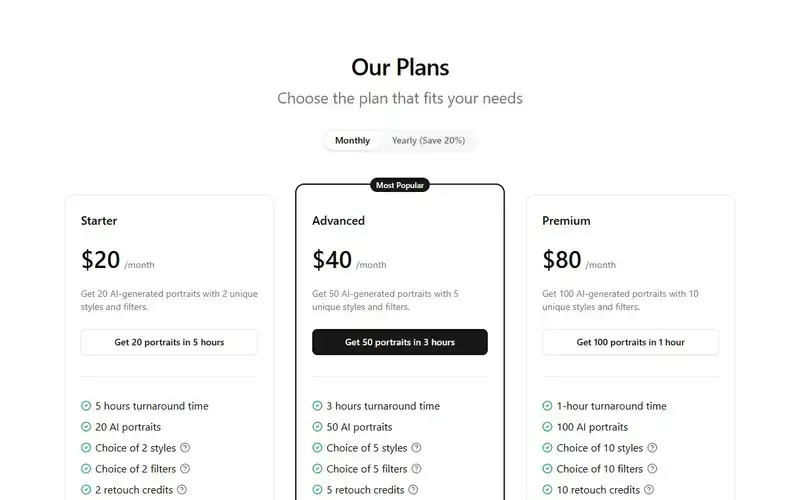 Our Plans
Choose the plan that fits your needs
Monthly Yearly (Save 20%)
Starter
$20 /month
Get 20 AI-generated portraits with 2 unique
styles and filters.
Get 20 portraits in 5 hours
5 hours turnaround time
20 AI portraits
Choice of 2 styles
Choice of 2 filters
2 retouch credits
Most Popular
Advanced
$40 /month
Get 50 AI-generated portraits with 5
unique styles and filters.
Get 50 portraits in 3 hours
3 hours turnaround time
50 AI portraits
Choice of 5 styles
Choice of 5 filters
5 retouch credits
Premium
$80 /month
Get 100 AI-generated portraits with 10
unique styles and filters.
Get 100 portraits in 1 hour
1-hour turnaround time
100 AI portraits
Choice of 10 styles
Choice of 10 filters
10 retouch credits